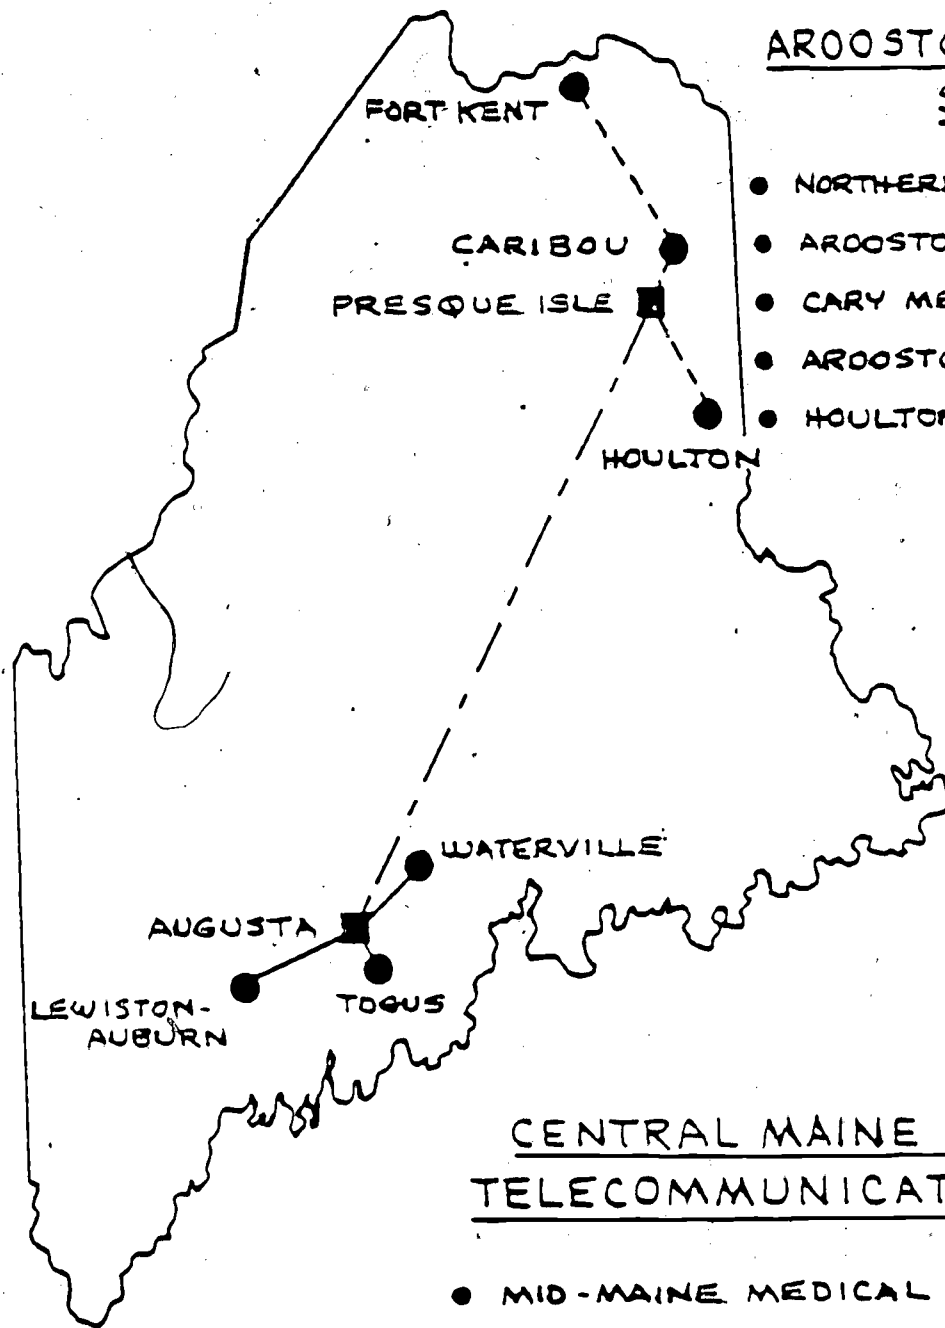 AROOSTO
S
FORT KENT
NORTHER
CARIBOU
AROOSTO
PRESQUE ISLE
CARY ME
AROOSTO
HOULTON
HOULTON
WATERVILLE
AUGUSTA
LEWISTON-
AUBURN
TOGUS
CENTRAL MAINE
TELECOMMUNICAT
MID-MAINE MEDICAL